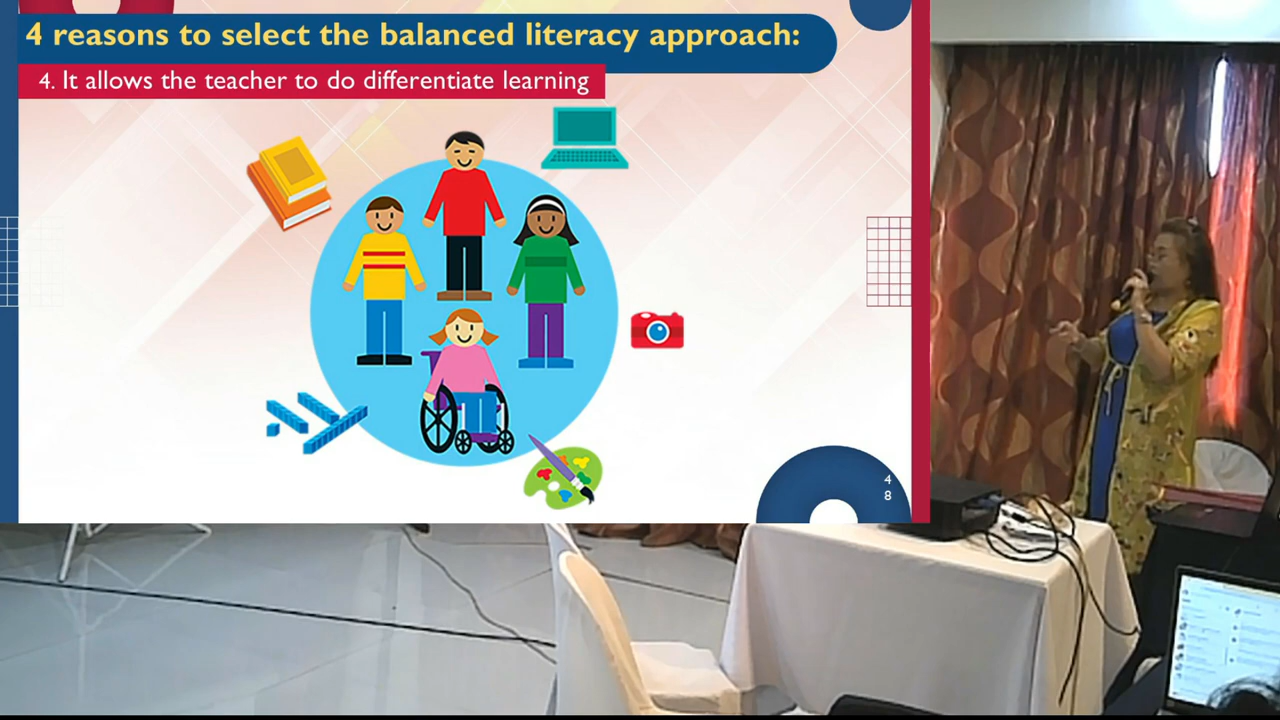 4 reasons to select the balanced literacy approach:
4. It allows the teacher to do differentiate learning
4
8